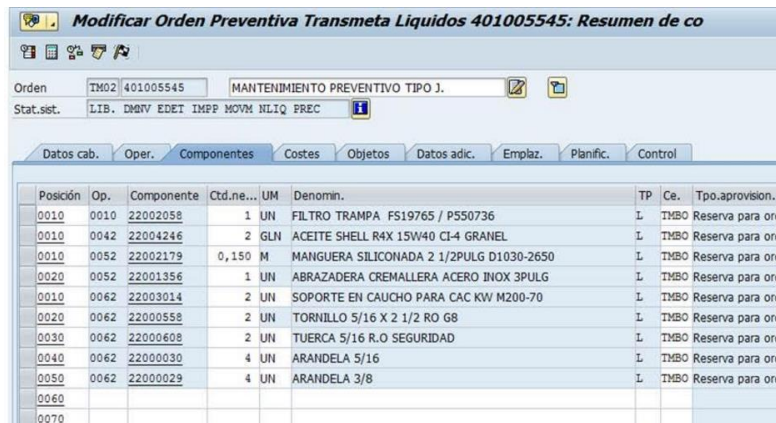 Modificar Orden Preventiva Transmeta Liquidos 401005545: Resumen de co
Orden TM02 401005545 MANTENIMIENTO PREVENTIVO TIPO J.
Stat.sist. LIB. DMNV EDET IMPP MOVM NLIQ PREC
Datos cab. Oper. Componentes Costes Objetos Datos adic. Emplaz. Planific. Control
Posición Op. Componente Ctd.ne... UM Denomin. TP Ce. Tpo.aprovision.
0010 0010 22002058 1 UN FILTRO TRAMPA FS19765 / P550736 L TMBO Reserva para or
0010 0042 22004246 2 GLN ACEITE SHELL R4X 15W40 CI-4 GRANEL L TMBO Reserva para or
0010 0052 22002179 0,150 M MANGUERA SILICONADA 2 1/2PULG D1030-2650 L TMBO Reserva para or
0020 0052 22001356 1 UN ABRAZADERA CREMALLERA ACERO INOX 3PULG L TMBO Reserva para or
0010 0062 22003014 2 UN SOPORTE EN CAUCHO PARA CAC KW M200-70 L TMBO Reserva para or
0020 0062 22000558 2 UN TORNILLO 5/16 X 2 1/2 RO G8 L TMBO Reserva para or
0030 0062 22000608 2 UN TUERCA 5/16 R.O SEGURIDAD L TMBO Reserva para or
0040 0062 22000030 4 UN ARANDELA 5/16 L TMBO Reserva para or
0050 0062 22000029 4 UN ARANDELA 3/8 L TMBO Reserva para or
0060
0070